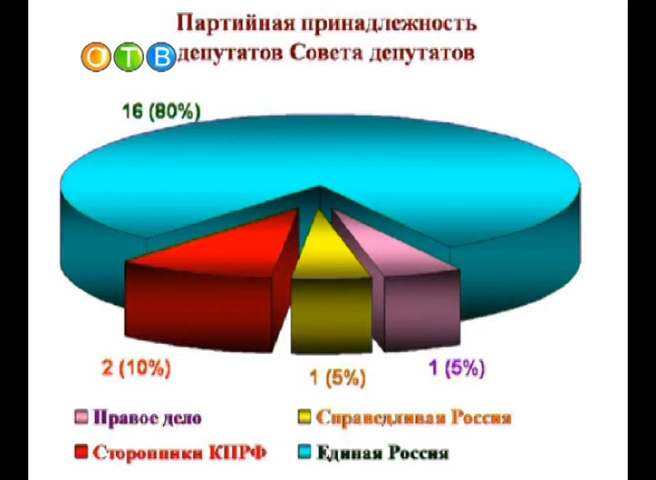 Партийная принадлежность
ОТВ депутатов Совета депутатов
16 (80%)
2 (10%)
1 (5%)
1 (5%)
Правое дело
Справедливая Россия
Сторонники КПРФ
Единая Россия